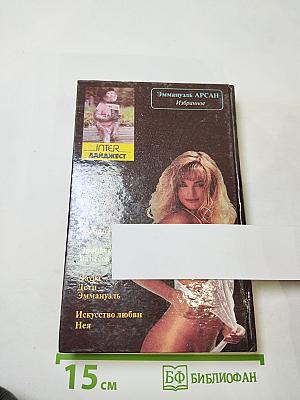 Эммануэль АРСАН
Избранное
INTER
ДАЙДЖЕСТ
Дети
Эммануэль
Искусство любви
Нея
15 см
БФ БИБЛИОФАН